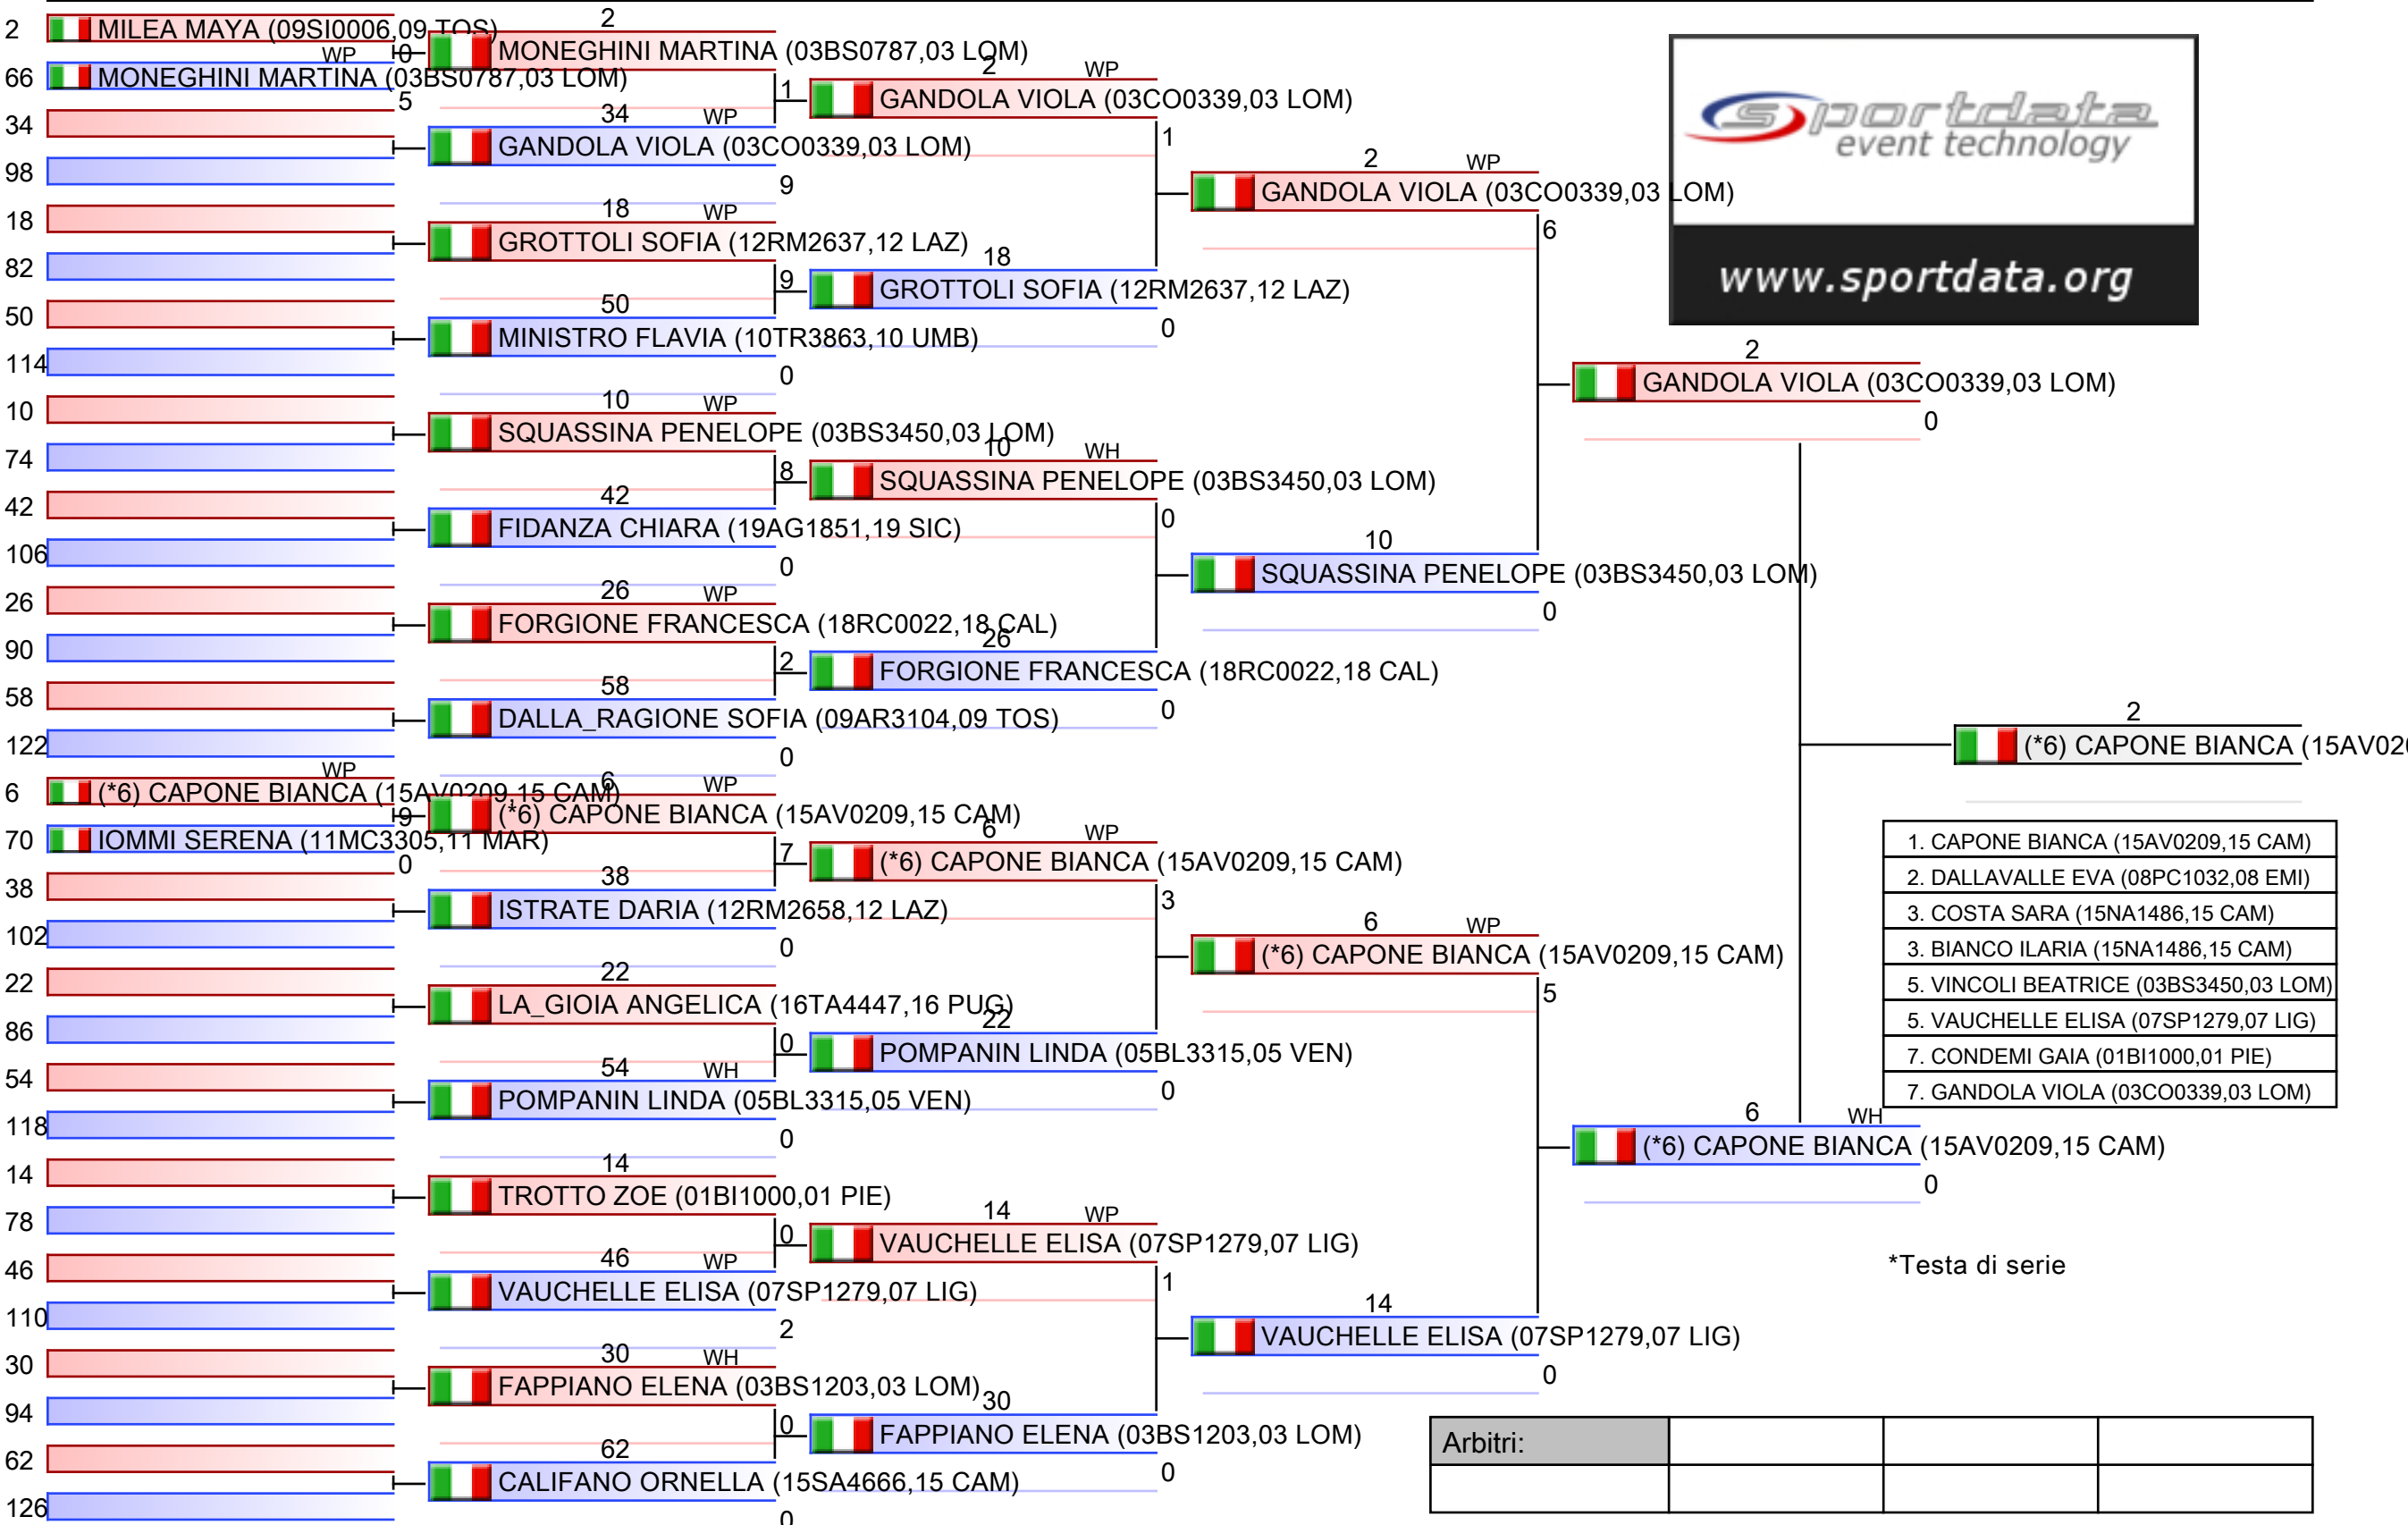 2 MILEA MAYA (09SI0006,09 TOS)
WP 0
66 MONEGHINI MARTINA (03BS0787,03 LOM)
5
34
98
18
82
50
114
10
74
42
106
26
90
58
122
WP
6 (*6) CAPONE BIANCA (15AV0209,15 CAM)
9
70 IOMMI SERENA (11MC3305,11 MAR)
0
38
102
22
86
54
118
14
78
46
110
30
94
62
126
2
MONEGHINI MARTINA (03BS0787,03 LOM)
1
34 WP
GANDOLA VIOLA (03CO0339,03 LOM)
9
18 WP
GROTTOLI SOFIA (12RM2637,12 LAZ)
9
50
MINISTRO FLAVIA (10TR3863,10 UMB)
0
10 WP
SQUASSINA PENELOPE (03BS3450,03 LOM)
8
42
FIDANZA CHIARA (19AG1851,19 SIC)
0
26 WP
FORGIONE FRANCESCA (18RC0022,18 CAL)
2
58
DALLA_RAGIONE SOFIA (09AR3104,09 TOS)
0
6 WP
(*6) CAPONE BIANCA (15AV0209,15 CAM)
7
38
ISTRATE DARIA (12RM2658,12 LAZ)
0
22
LA_GIOIA ANGELICA (16TA4447,16 PUG)
0
54 WH
POMPANIN LINDA (05BL3315,05 VEN)
0
14
TROTTO ZOE (01BI1000,01 PIE)
0
46 WP
VAUCHELLE ELISA (07SP1279,07 LIG)
2
30 WH
FAPPIANO ELENA (03BS1203,03 LOM)
0
62
CALIFANO ORNELLA (15SA4666,15 CAM)
0
2 WP
GANDOLA VIOLA (03CO0339,03 LOM)
1
18
GROTTOLI SOFIA (12RM2637,12 LAZ)
0
10 WH
SQUASSINA PENELOPE (03BS3450,03 LOM)
0
26
FORGIONE FRANCESCA (18RC0022,18 CAL)
0
6 WP
(*6) CAPONE BIANCA (15AV0209,15 CAM)
3
22
POMPANIN LINDA (05BL3315,05 VEN)
0
14 WP
VAUCHELLE ELISA (07SP1279,07 LIG)
1
30
FAPPIANO ELENA (03BS1203,03 LOM)
0
2 WP
GANDOLA VIOLA (03CO0339,03 LOM)
6
10
SQUASSINA PENELOPE (03BS3450,03 LOM)
0
6 WP
(*6) CAPONE BIANCA (15AV0209,15 CAM)
5
14
VAUCHELLE ELISA (07SP1279,07 LIG)
0
sportdata
event technology
www.sportdata.org
2
GANDOLA VIOLA (03CO0339,03 LOM)
0
6 WH
(*6) CAPONE BIANCA (15AV0209,15 CAM)
0
2
(*6) CAPONE BIANCA (15AV02
1. CAPONE BIANCA (15AV0209,15 CAM)
2. DALLAVALLE EVA (08PC1032,08 EMI)
3. COSTA SARA (15NA1486,15 CAM)
3. BIANCO ILARIA (15NA1486,15 CAM)
5. VINCOLI BEATRICE (03BS3450,03 LOM)
5. VAUCHELLE ELISA (07SP1279,07 LIG)
7. CONDEMI GAIA (01BI1000,01 PIE)
7. GANDOLA VIOLA (03CO0339,03 LOM)
*Testa di serie
Arbitri: